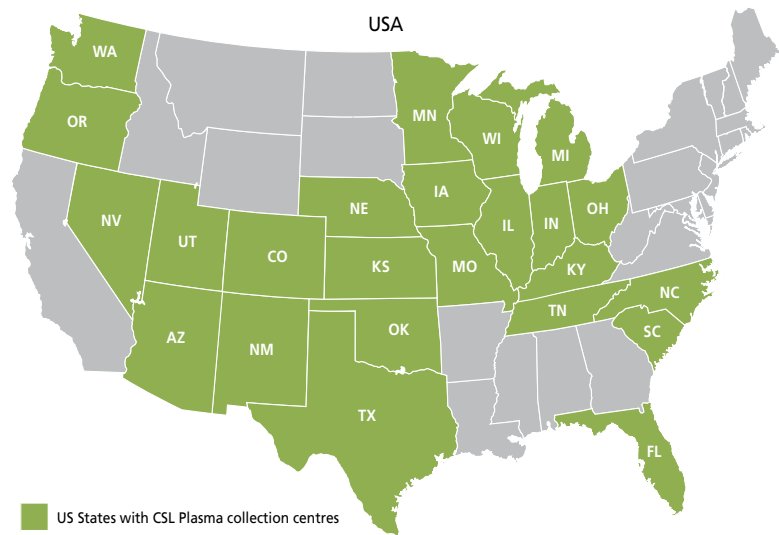 USA
WA
OR
MN
WI
MI
IA
NE
NV
UT
CO
KS
MO
IL
IN
OH
KY
NC
TN
SC
AZ
NM
OK
TX
FL
US States with CSL Plasma collection centres